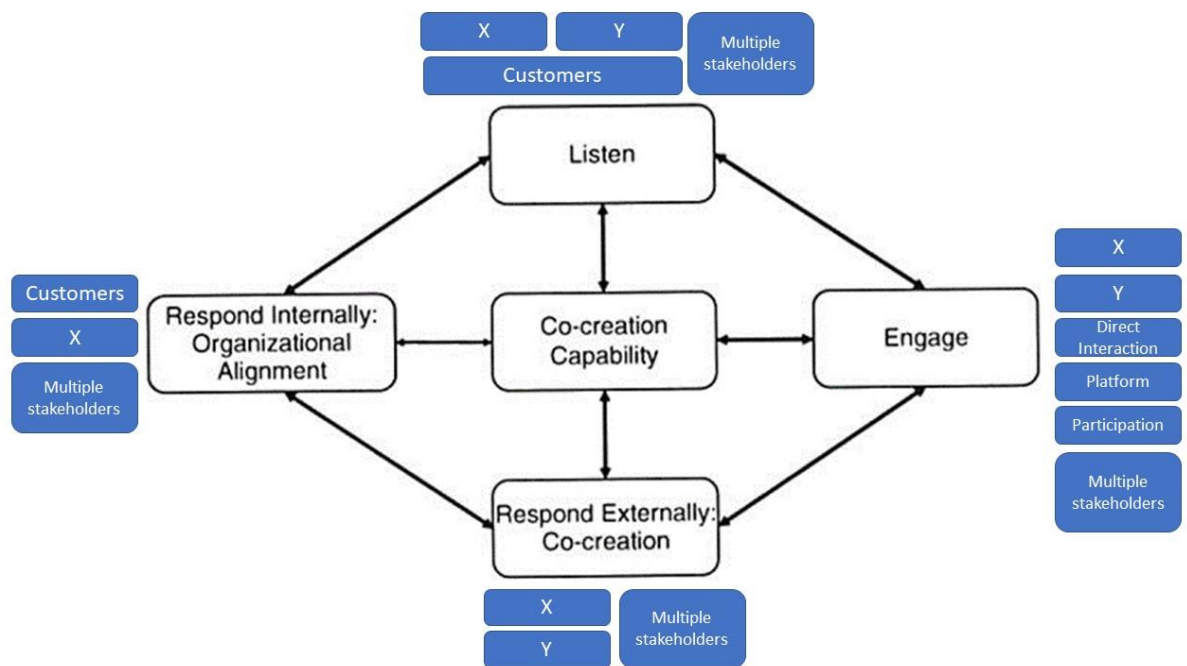 X
Y
Multiple
stakeholders
Customers
Listen
X
Y
Customers
Respond Internally:
Organizational
Alignment
Co-creation
Capability
Engage
Direct
Interaction
X
Platform
Multiple
stakeholders
Participation
Multiple
stakeholders
Respond Externally:
Co-creation
X
Multiple
stakeholders
Y